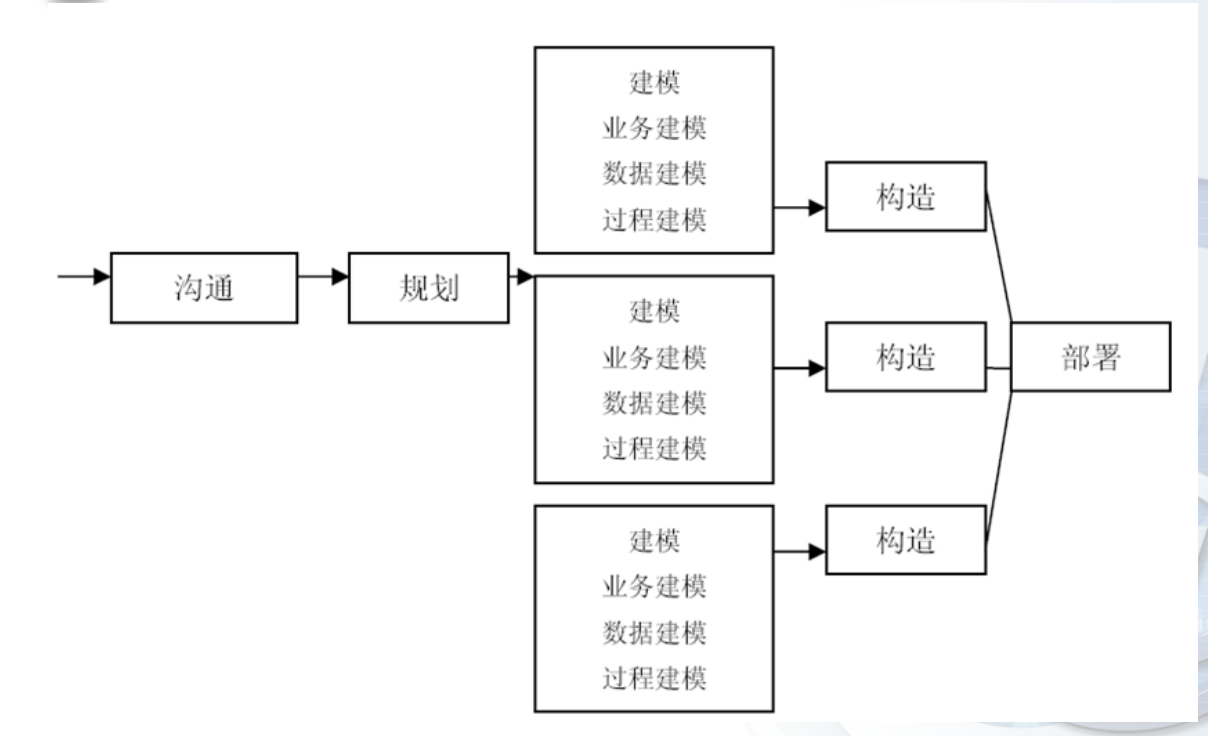 沟通
规划
建模
业务建模
数据建模
过程建模
构造
建模
业务建模
数据建模
过程建模
构造
建模
业务建模
数据建模
过程建模
构造
部署